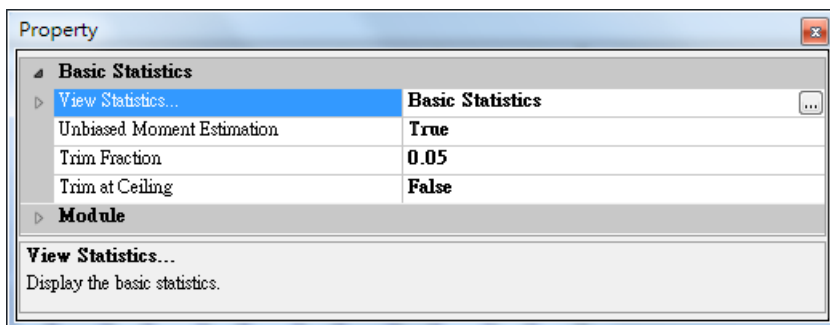 Property
Basic Statistics
View Statistics... Basic Statistics ...
Unbiased Moment Estimation True
Trim Fraction 0.05
Trim at Ceiling False
Module
View Statistics...
Display the basic statistics.